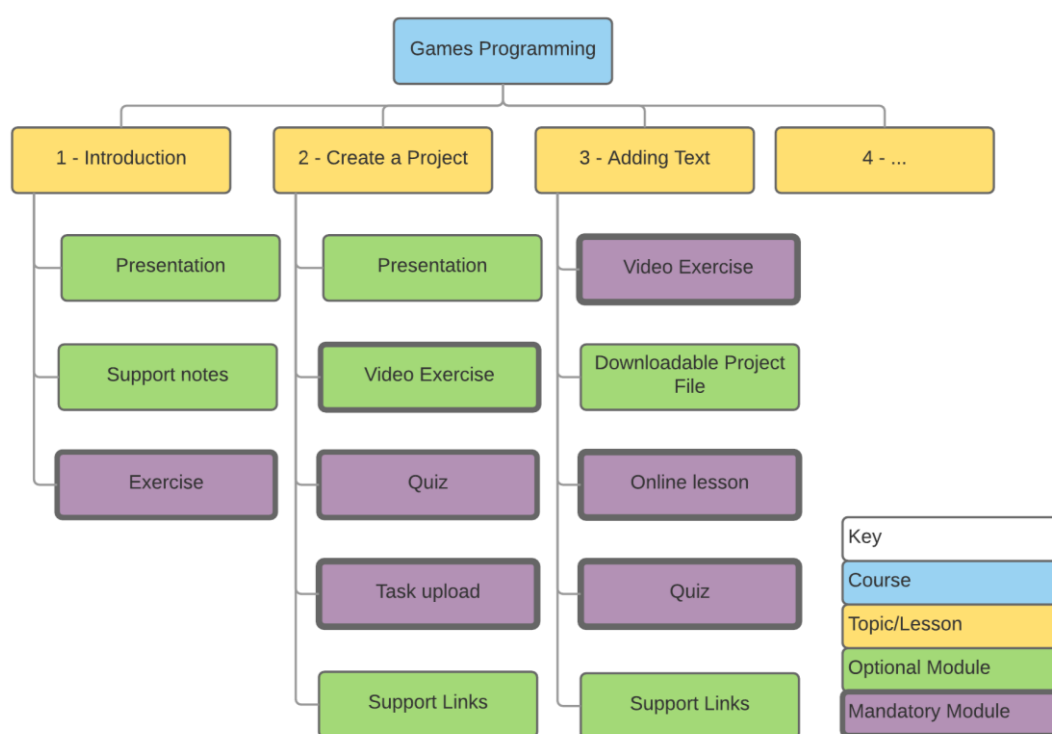 Games Programming
1 - Introduction
2 - Create a Project
3 - Adding Text
4 - ...
Presentation
Support notes
Exercise
Presentation
Video Exercise
Quiz
Task upload
Support Links
Video Exercise
Downloadable Project
File
Online lesson
Quiz
Support Links
Key
Course
Topic/Lesson
Optional Module
Mandatory Module